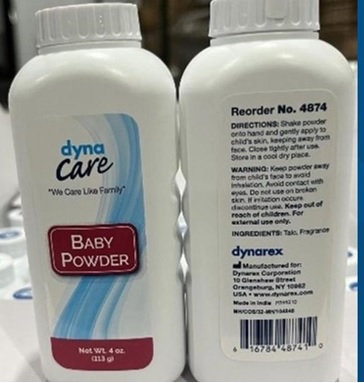 dyna
care
"We Care Like Family"
BABY
POWDER
Net WT. 4 oz.
(113 g)
Reorder No. 4874
DIRECTIONS: Shake powder
onto hand and gently apply to
child's skin, keeping away from
face. Close tightly after use.
Store in a cool dry place.
WARNING: Keep powder away
from child's face to avoid
inhalation. Avoid contact with
eyes. Do not use on broken
skin. If irritation occurs
discontinue use. Keep out of
reach of children. For
external use only.
INGREDIENTS: Talc, Fragrance
dynarex
Manufactured for:
Dynarex Corporation
10 Glenshaw Street
Orangeburg, NY 10962
USA • www.dynarex.com
Made in India
6 16784 48741 0